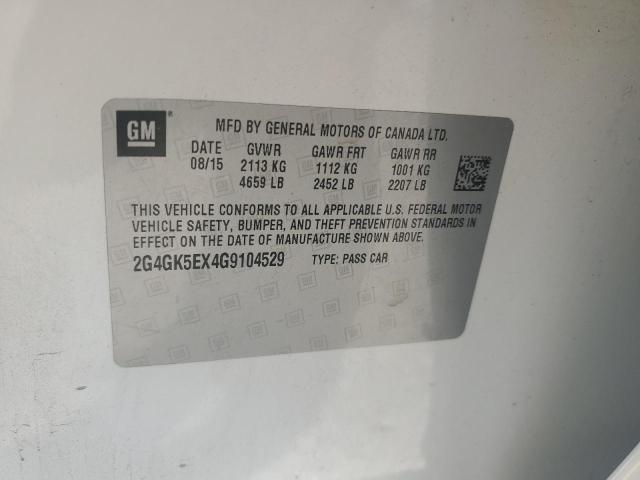 GM
MFD BY GENERAL MOTORS OF CANADA LTD.
DATE GVWR GAWR FRT GAWR RR
08/15 2113 KG 1112 KG 1001 KG
4659 LB 2452 LB 2207 LB
THIS VEHICLE CONFORMS TO ALL APPLICABLE U.S. FEDERAL MOTOR
VEHICLE SAFETY, BUMPER, AND THEFT PREVENTION STANDARDS IN
EFFECT ON THE DATE OF MANUFACTURE SHOWN ABOVE.
2G4GK5EX4G9104529 TYPE: PASS CAR